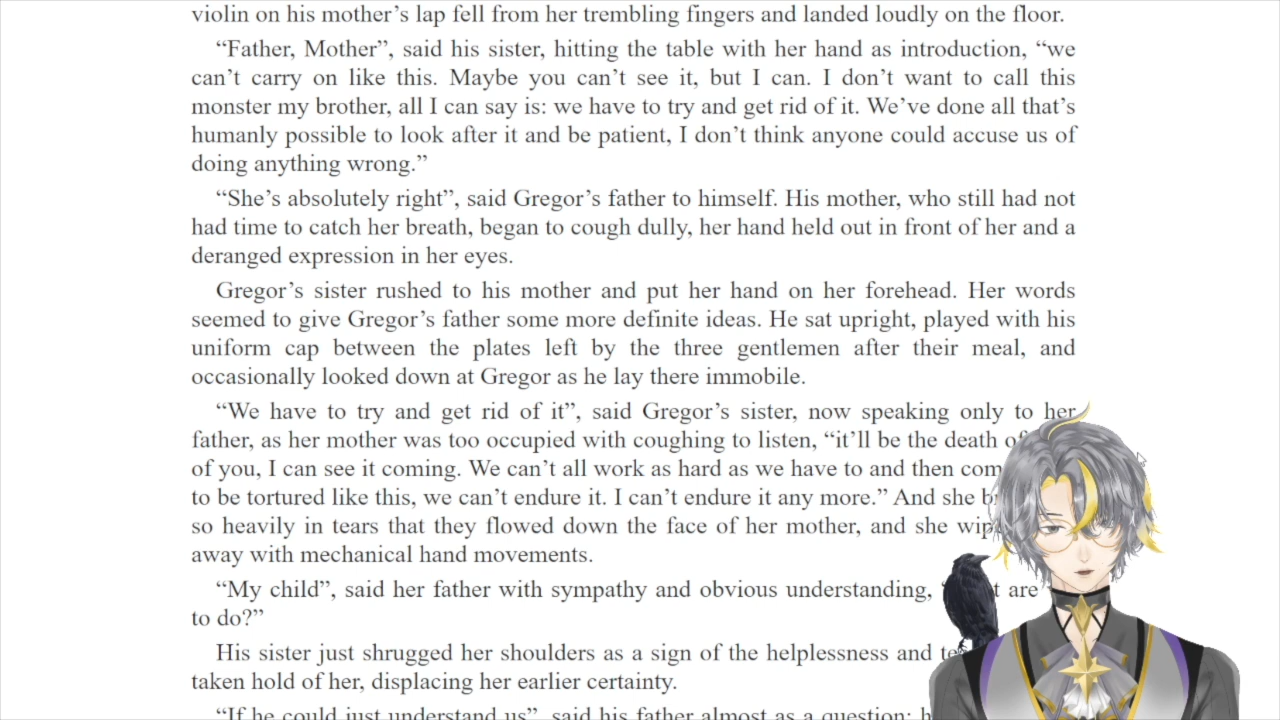 violin on his mother’s lap fell from her trembling fingers and landed loudly on the floor.
“Father, Mother”, said his sister, hitting the table with her hand as introduction, “we
can’t carry on like this. Maybe you can’t see it, but I can. I don’t want to call this
monster my brother, all I can say is: we have to try and get rid of it. We’ve done all that’s
humanly possible to look after it and be patient, I don’t think anyone could accuse us of
doing anything wrong.”
“She’s absolutely right”, said Gregor’s father to himself. His mother, who still had not
had time to catch her breath, began to cough dully, her hand held out in front of her and a
deranged expression in her eyes.
Gregor’s sister rushed to his mother and put her hand on her forehead. Her words
seemed to give Gregor’s father some more definite ideas. He sat upright, played with his
uniform cap between the plates left by the three gentlemen after their meal, and
occasionally looked down at Gregor as he lay there immobile.
“We have to try and get rid of it”, said Gregor’s sister, now speaking only to her
father, as her mother was too occupied with coughing to listen, “it’ll be the death of
of you, I can see it coming. We can’t all work as hard as we have to and then
to be tortured like this, we can’t endure it. I can’t endure it any more.” And she
so heavily in tears that they flowed down the face of her mother, and she
away with mechanical hand movements.
“My child”, said her father with sympathy and obvious understanding, are
to do?”
His sister just shrugged her shoulders as a sign of the helplessness and
taken hold of her, displacing her earlier certainty.
“If he could just understand us”, said his father almost as a question;